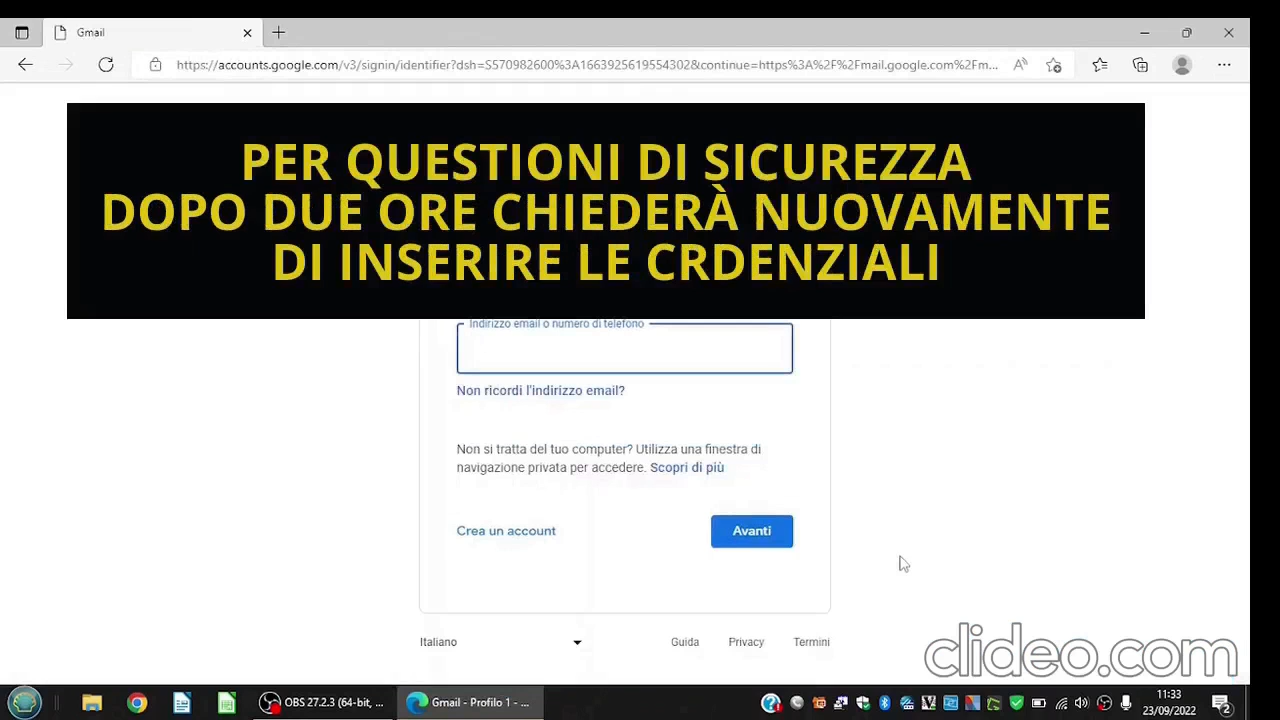 Gmail
https://accounts.google.com/v3/signin/identifier?dsh=S570982600%3A1663925619554302&continue=https%3A%2F%2Fmail.google.com%2Fm...
PER QUESTIONI DI SICUREZZA
DOPO DUE ORE CHIEDERÀ NUOVAMENTE
DI INSERIRE LE CRDENZIALI
Indirizzo email o numero di telefono
Non ricordi l'indirizzo email?
Non si tratta del tuo computer? Utilizza una finestra di
navigazione privata per accedere. Scopri di più
Crea un account
Avanti
Italiano
Guida Privacy Termini
clideo.com
OBS 27.2.3 (64-bit, ...
Gmail - Profilo 1 - ...
11:33
23/09/2022
2